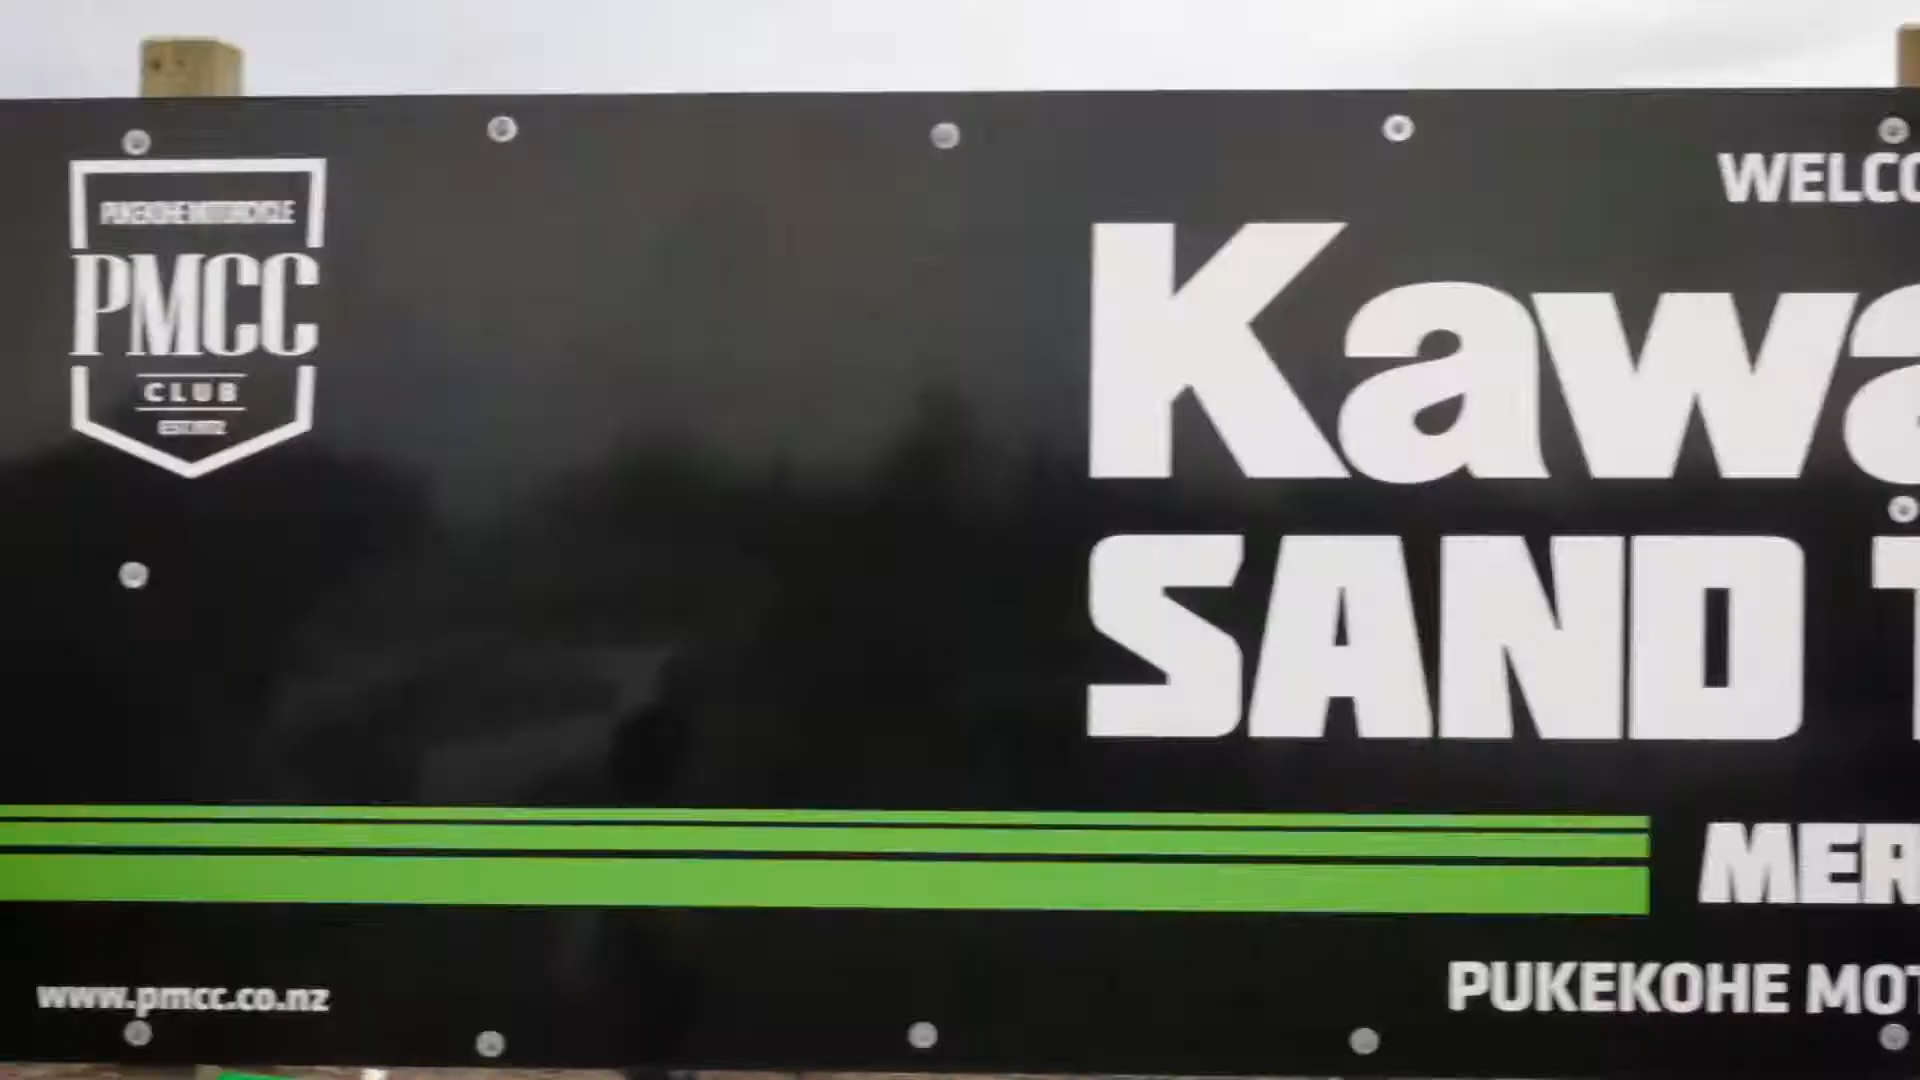 PUKEKOHE MOTORCYCLE
PMCC
CLUB
WELCO
Kawa
SAND T
MER
PUKEKOHE MOT
www.pmcc.co.nz